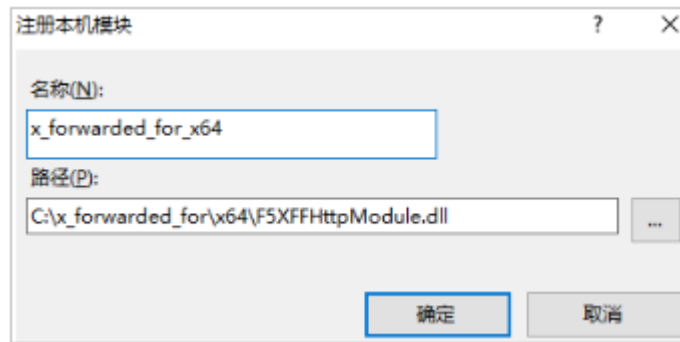 注册本机模块
?
名称(N):
x_forwarded_for_x64
路径(P):
C:\x_forwarded_for\x64\F5XFFHttpModule.dll
...
确定
取消